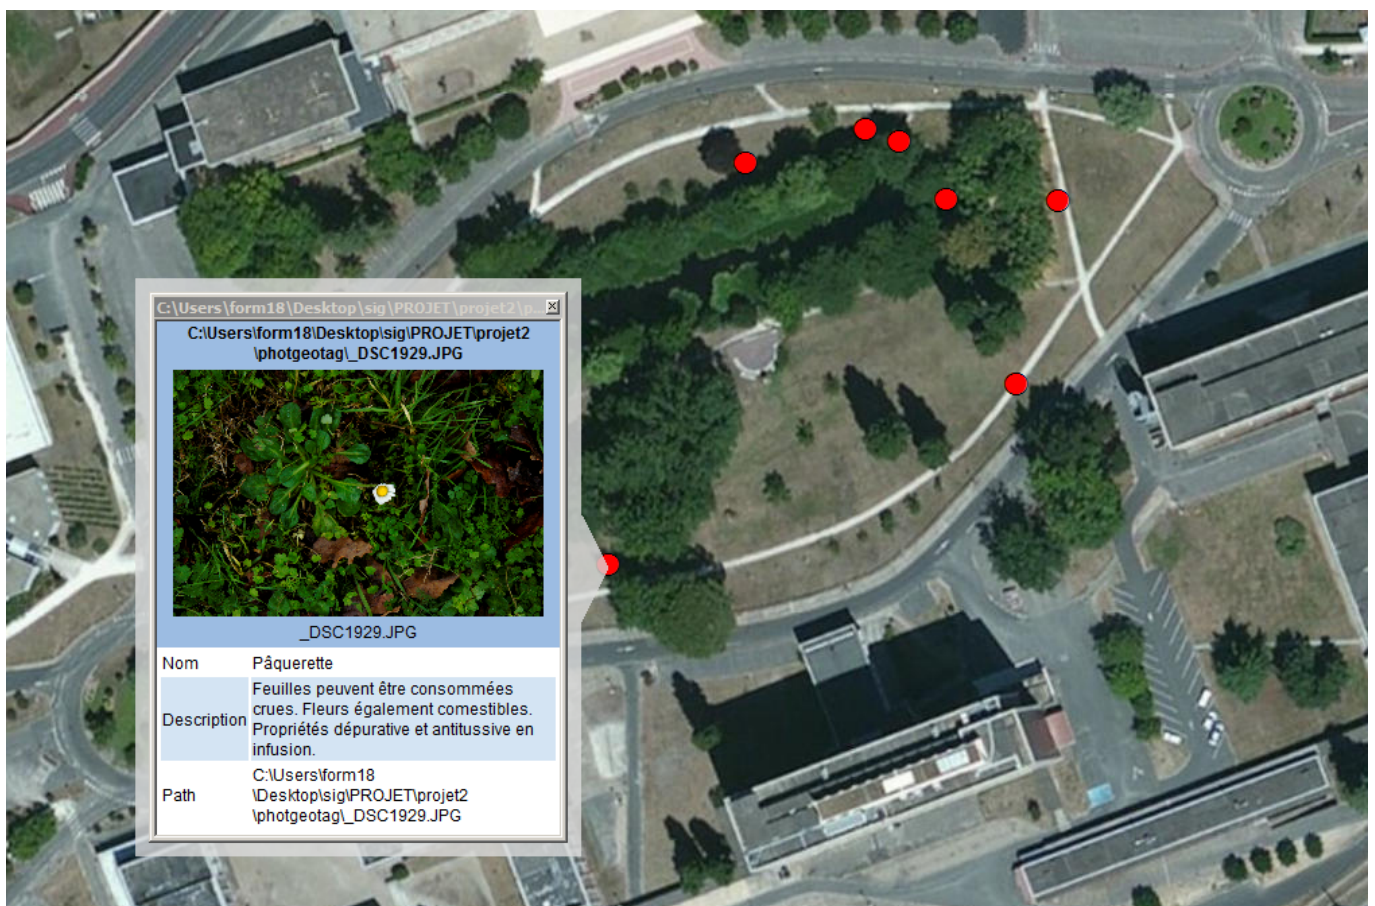 C:\Users\form18\Desktop\sig\PROJET\projet2\p...
C:\Users\form18\Desktop\sig\PROJET\projet2
\photgeotag\_DSC1929.JPG
_DSC1929.JPG
Nom Pâquerette
Description Feuilles peuvent être consommées
crues. Fleurs également comestibles.
Propriétés dépurative et antitussive en
infusion.
Path C:\Users\form18
\Desktop\sig\PROJET\projet2
\photgeotag\_DSC1929.JPG